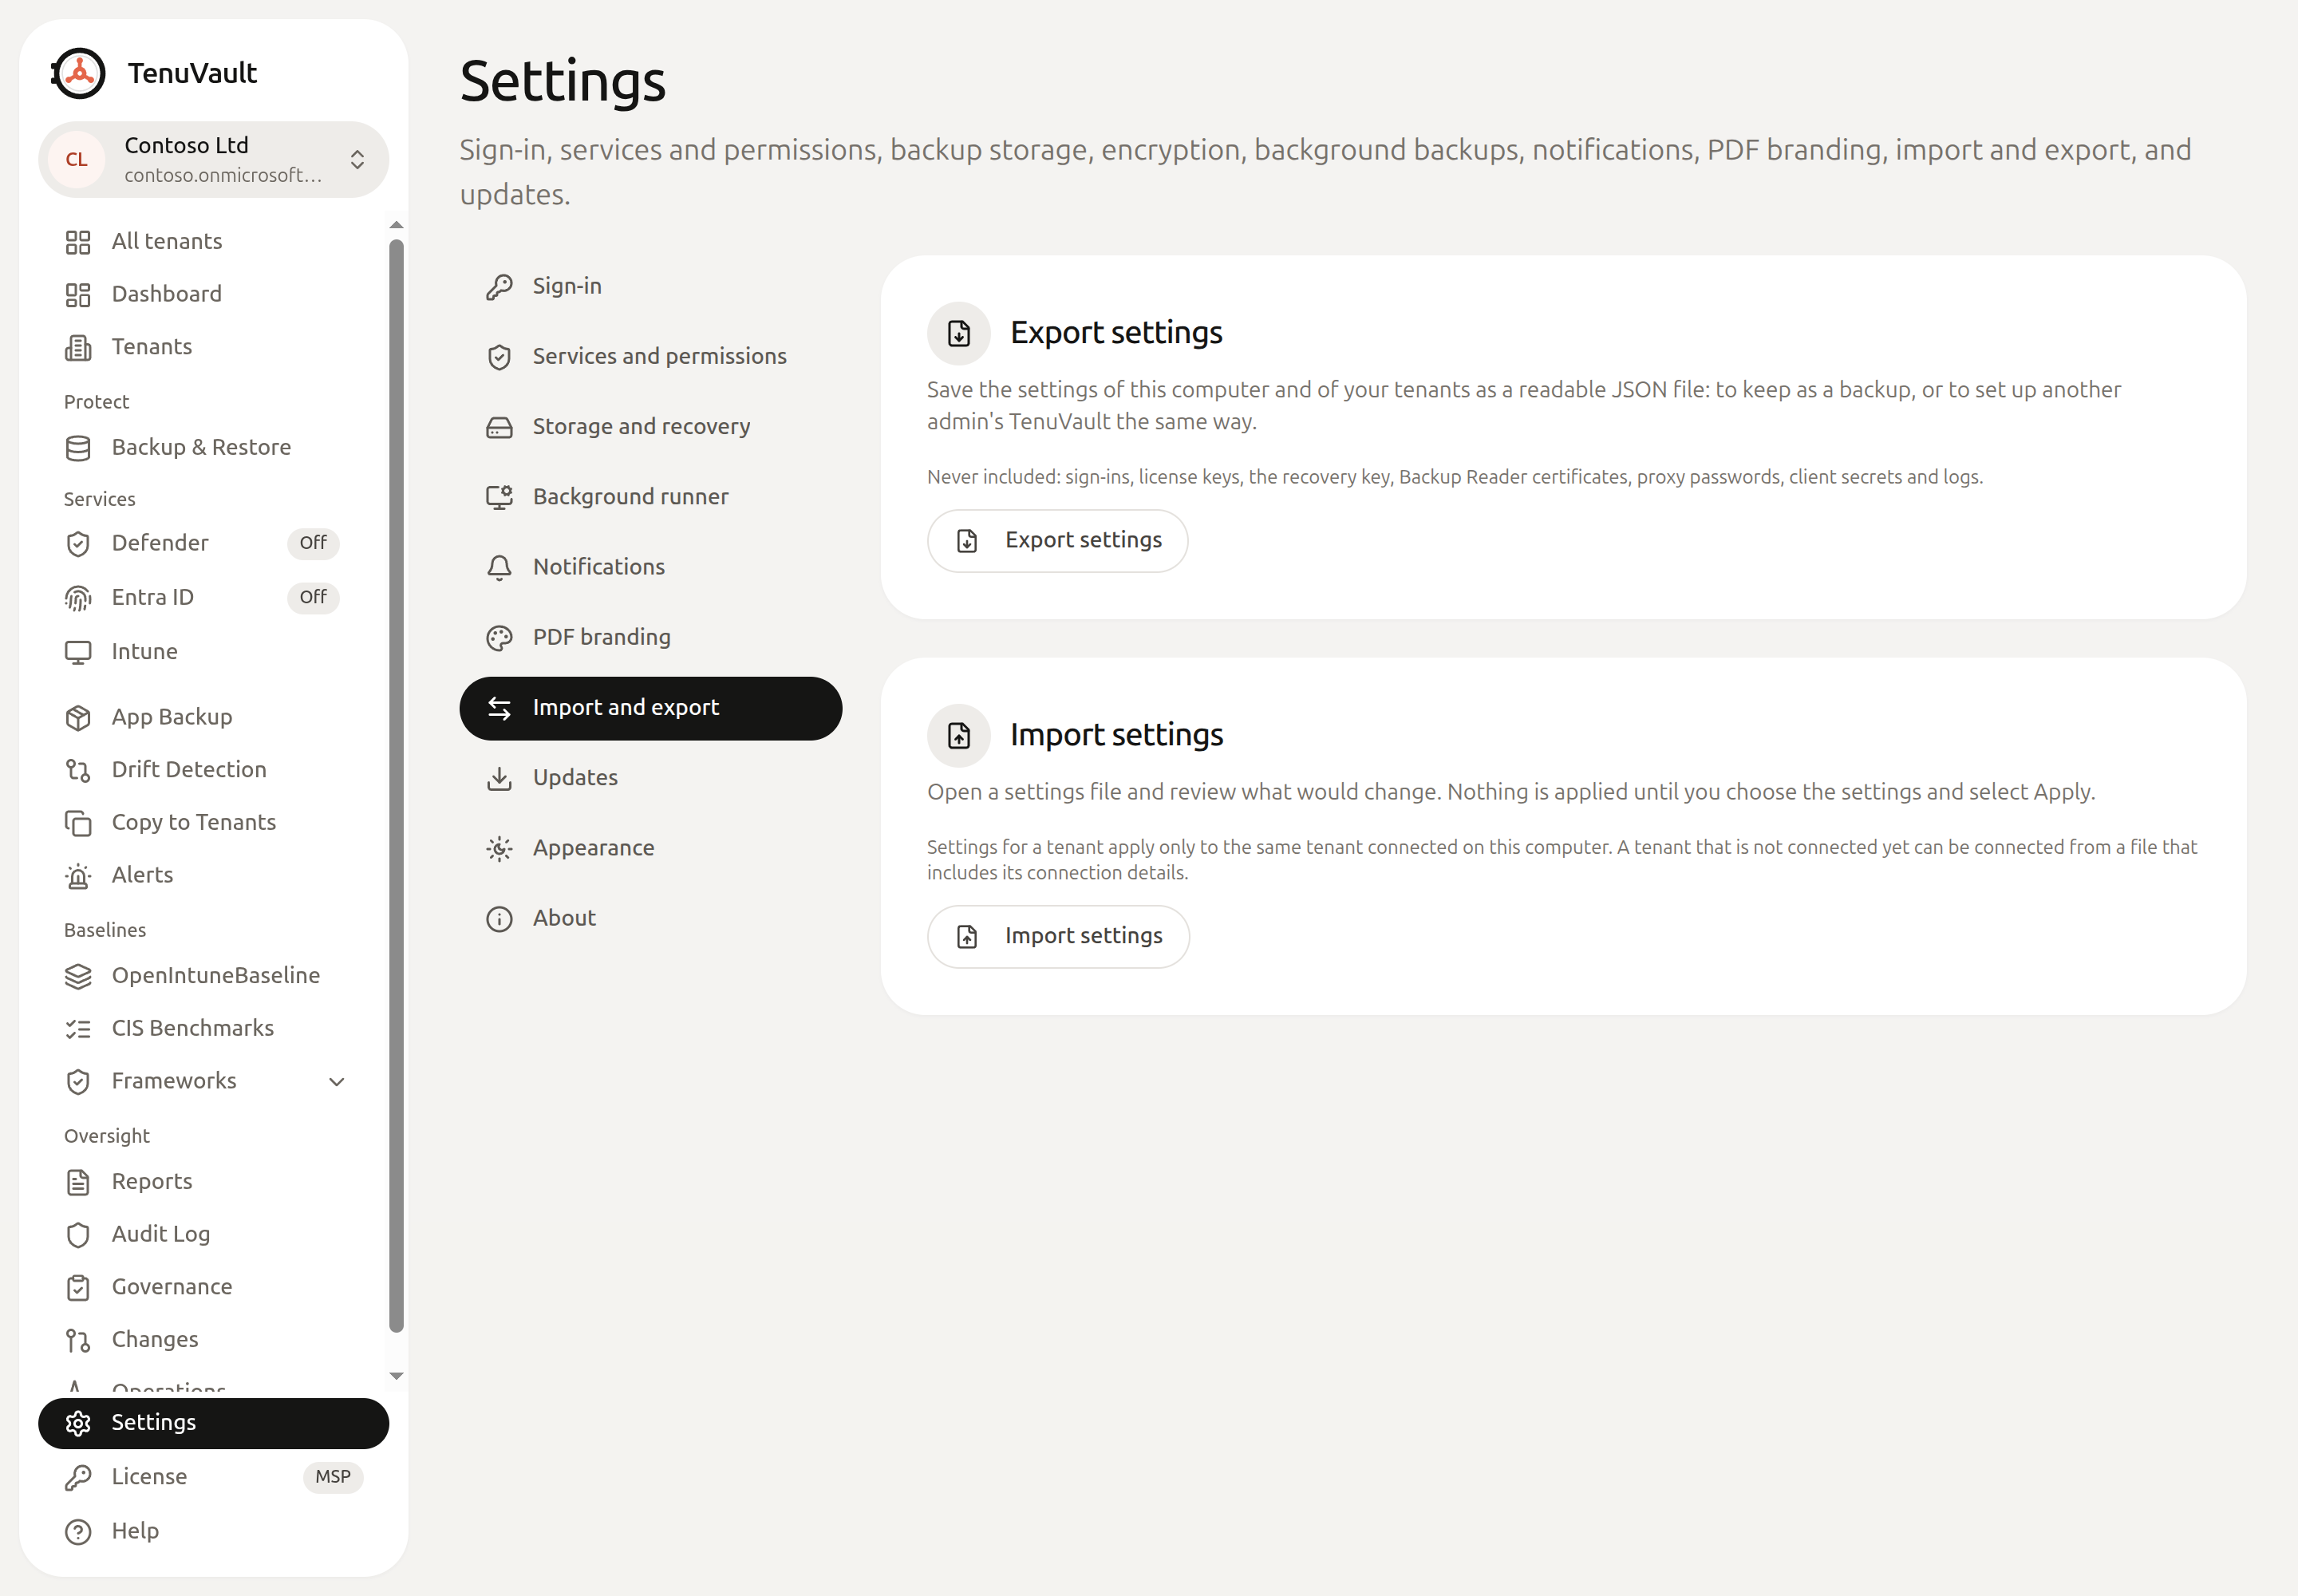 TenuVault
CL
Contoso Ltd
contoso.onmicrosoft...
All tenants
Dashboard
Tenants
Protect
Backup & Restore
Services
Defender
Off
Entra ID
Off
Intune
App Backup
Drift Detection
Copy to Tenants
Alerts
Baselines
OpenIntuneBaseline
CIS Benchmarks
Frameworks
Oversight
Reports
Audit Log
Governance
Changes
Operations
Settings
License
MSP
Help
Settings
Sign-in, services and permissions, backup storage, encryption, background backups, notifications, PDF branding, import and export, and
updates.
Sign-in
Services and permissions
Storage and recovery
Background runner
Notifications
PDF branding
Import and export
Updates
Appearance
About
Export settings
Save the settings of this computer and of your tenants as a readable JSON file: to keep as a backup, or to set up another
admin's TenuVault the same way.
Never included: sign-ins, license keys, the recovery key, Backup Reader certificates, proxy passwords, client secrets and logs.
Export settings
Import settings
Open a settings file and review what would change. Nothing is applied until you choose the settings and select Apply.
Settings for a tenant apply only to the same tenant connected on this computer. A tenant that is not connected yet can be connected from a file that
includes its connection details.
Import settings